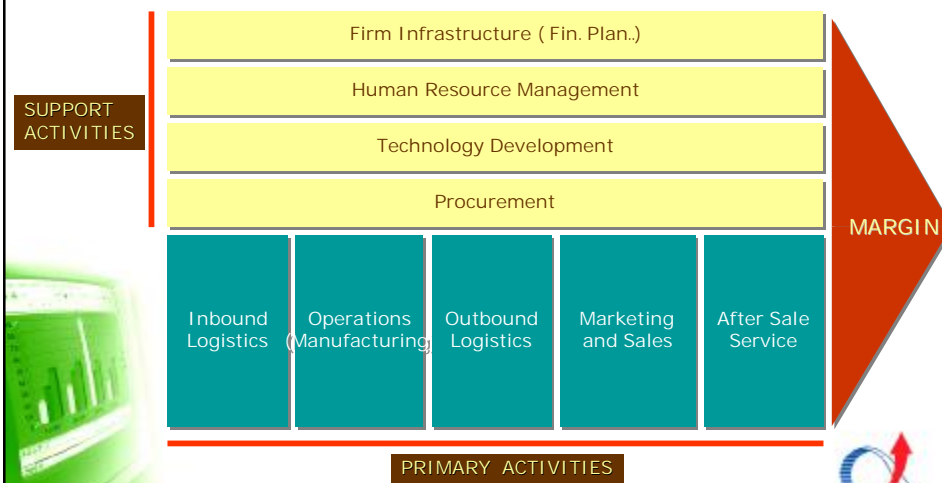 Firm Infrastructure ( Fin. Plan..)
Human Resource Management
SUPPORT
ACTIVITIES
Technology Development
Procurement
MARGIN
Inbound
Logistics
Operations
(Manufacturing
Outbound
Logistics
Marketing
and Sales
After Sale
Service
PRIMARY ACTIVITIES